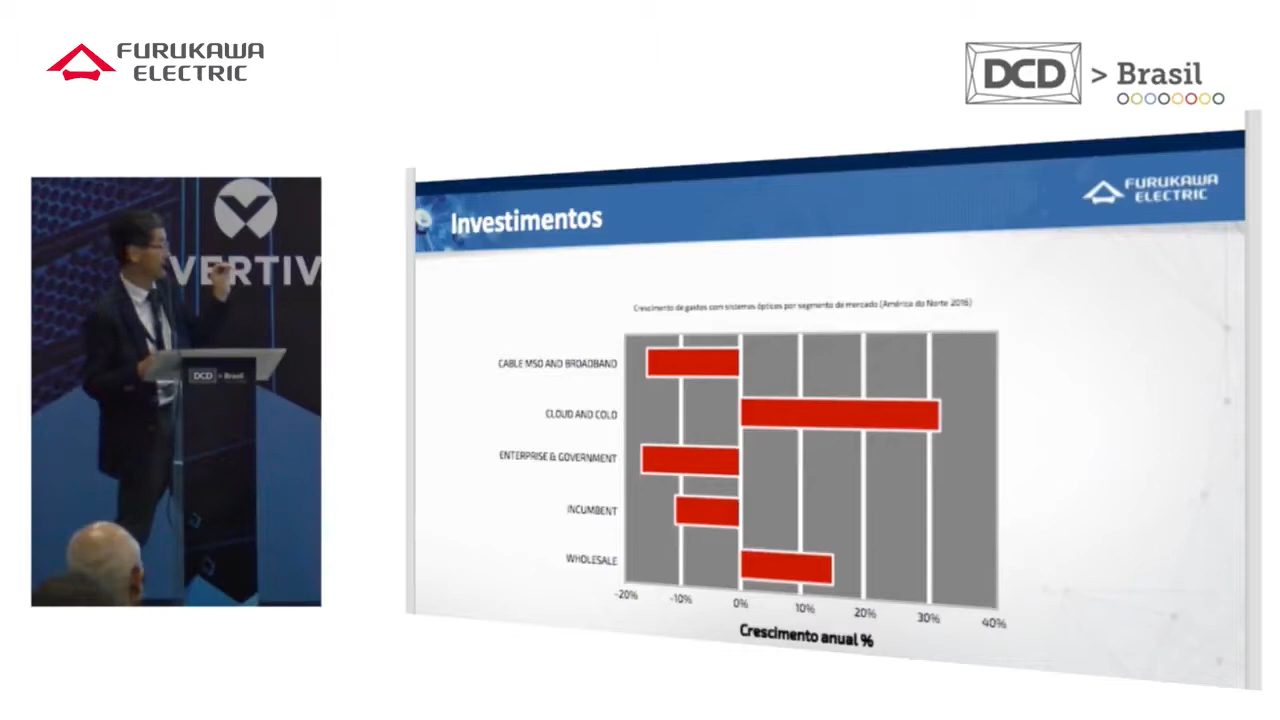 FURUKAWA
ELECTRIC
DCD > Brasil
VERTIV
DCD > Brasil
FURUKAWA
ELECTRIC
Investimentos
Crescimento de gastos com sistemas ópticos por segmento de mercado (América do Norte 2016)
CABLE MSO AND BROADBAND
CLOUD AND COLO
ENTERPRISE & GOVERNMENT
INCUMBENT
WHOLESALE
-20% -10% 0% 10% 20% 30% 40%
Crescimento anual %